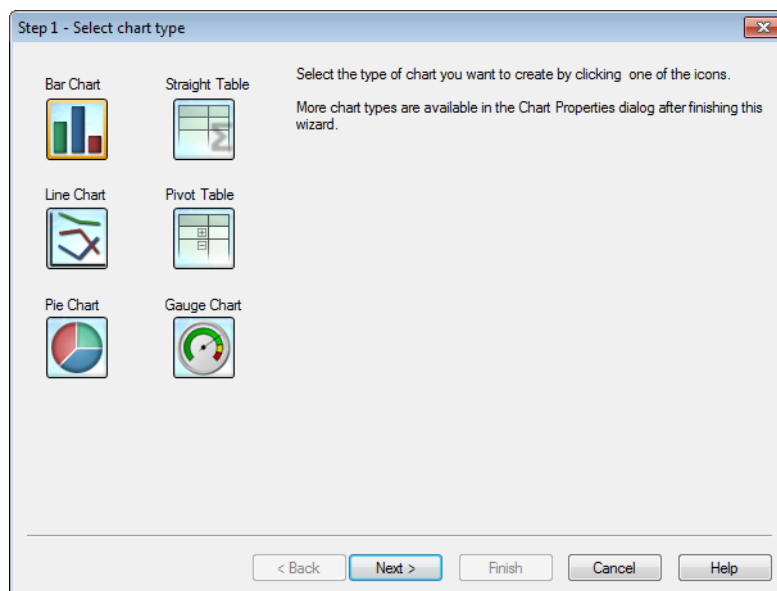 Step 1 - Select chart type
Bar Chart
Straight Table
Select the type of chart you want to create by clicking one of the icons.
More chart types are available in the Chart Properties dialog after finishing this
wizard.
Line Chart
Pivot Table
Pie Chart
Gauge Chart
< Back
Next >
Finish
Cancel
Help